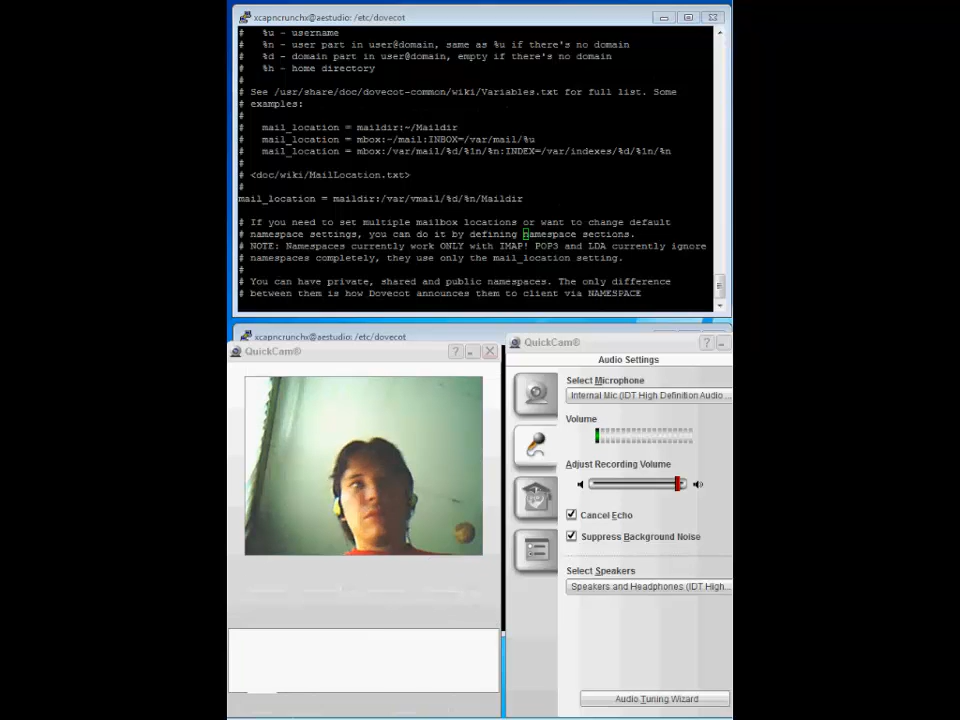 xcapncrunchx@aestudio: /etc/dovecot
#   %u - username
#   %n - user part in user@domain, same as %u if there's no domain
#   %d - domain part in user@domain, empty if there's no domain
#   %h - home directory
#
# See /usr/share/doc/dovecot-common/wiki/Variables.txt for full list. Some
# examples:
#
#   mail_location = maildir:~/Maildir
#   mail_location = mbox:~/mail:INBOX=/var/mail/%u
#   mail_location = mbox:/var/mail/%d/%1n/%n:INDEX=/var/indexes/%d/%1n/%n
#
# <doc/wiki/MailLocation.txt>
#
mail_location = maildir:/var/vmail/%d/%n/Maildir
# If you need to set multiple mailbox locations or want to change default
# namespace settings, you can do it by defining namespace sections.
# NOTE: Namespaces currently work ONLY with IMAP! POP3 and LDA currently ignore
# namespaces completely, they use only the mail_location setting.
#
# You can have private, shared and public namespaces. The only difference
# between them is how Dovecot announces them to client via NAMESPACE
xcapncrunchx@aestudio: /etc/dovecot
QuickCam®
QuickCam®
Audio Settings
Select Microphone
Internal Mic (IDT High Definition Audio ...
Volume
Adjust Recording Volume
Cancel Echo
Suppress Background Noise
Select Speakers
Speakers and Headphones (IDT High...
Audio Tuning Wizard